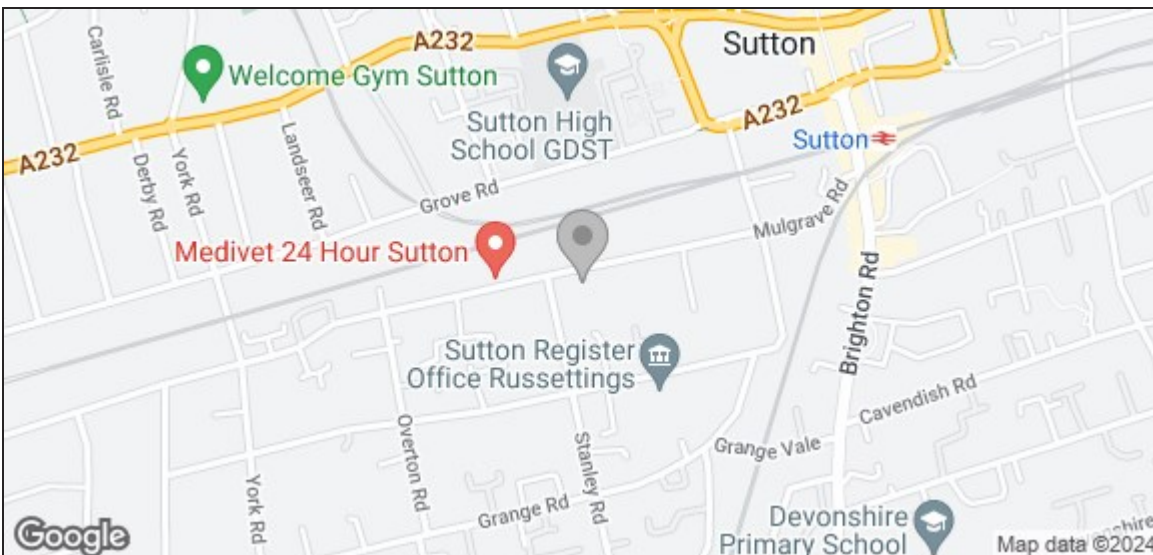 A232
Sutton
Carlisle Rd
Welcome Gym Sutton
Sutton High
School GDST
A232
Landseer Rd
Sutton
A232
York Rd
Derby Rd
Grove Rd
Mulgrave Rd
Medivet 24 Hour Sutton
Brighton Rd
Sutton Register
Office Russettings
Cavendish Rd
Overton Rd
Stanley Rd
Grange Vale
York Rd
Grange Rd
Devonshire
Primary School
Google
Map data ©2024